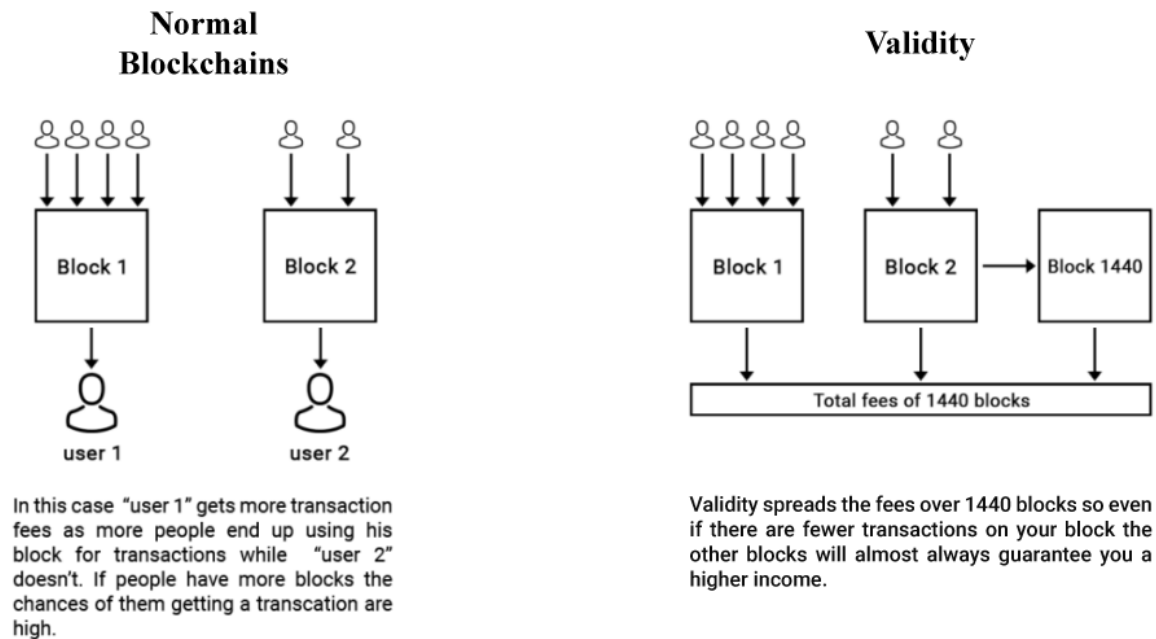 Normal
Blockchains
Block 1
Block 2
user 1
user 2
In this case "user 1" gets more transaction
fees as more people end up using his
block for transactions while "user 2"
doesn't. If people have more blocks the
chances of them getting a transcation are
high.
Validity
Block 1
Block 2
Block 1440
Total fees of 1440 blocks
Validity spreads the fees over 1440 blocks so even
if there are fewer transactions on your block the
other blocks will almost always guarantee you a
higher income.